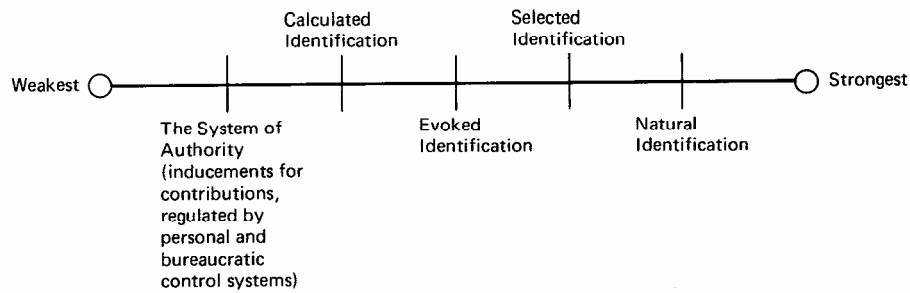 Calculated
Identification
Selected
Identification
Weakest
Strongest
The System of
Authority
(inducements for
contributions,
regulated by
personal and
bureaucratic
control systems)
Evoked
Identification
Natural
Identification